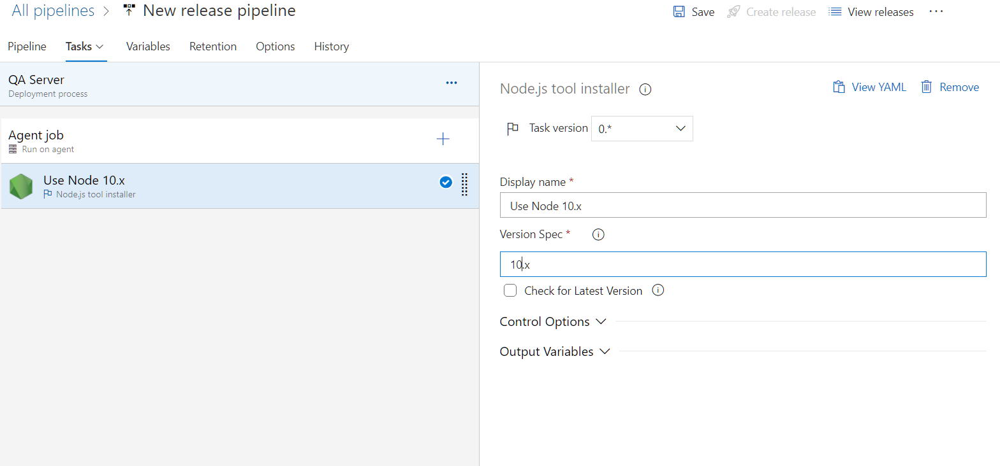 All pipelines > New release pipeline
Save Create release View releases ...
Pipeline Tasks Variables Retention Options History
QA Server
Deployment process
Agent job
Run on agent
Use Node 10.x
Node.js tool installer
Node.js tool installer
View YAML Remove
Task version 0.*
Display name *
Use Node 10.x
Version Spec *
10.x
Check for Latest Version
Control Options
Output Variables